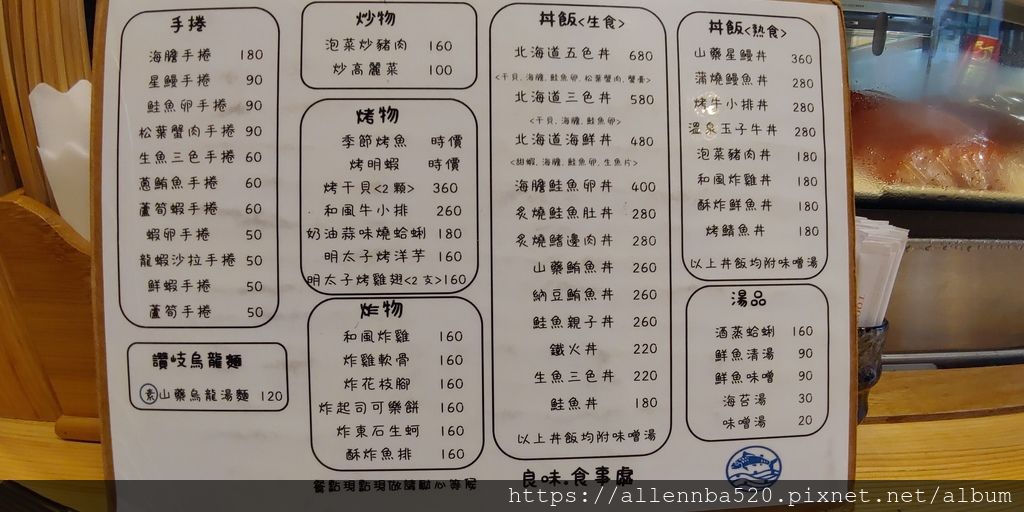 手捲
海膽手捲 180
星鰻手捲 90
鮭魚卵手捲 90
松葉蟹肉手捲 90
生魚三色手捲 60
蔥鮪魚手捲 60
蘆筍蝦手捲 60
蝦卵手捲 50
龍蝦沙拉手捲 50
鮮蝦手捲 50
蘆筍手捲 50
讚岐烏龍麵
素 山藥烏龍湯麵 120
炒物
泡菜炒豬肉 160
炒高麗菜 100
烤物
季節烤魚 時價
烤明蝦 時價
烤干貝<2顆> 360
和風牛小排 260
奶油蒜味燒蛤蜊 180
明太子烤洋芋 160
明太子烤雞翅<2支>160
炸物
和風炸雞 160
炸雞軟骨 160
炸花枝腳 160
炸起司可樂餅 160
炸東石生蚵 160
酥炸魚排 160
餐點現點現做請耐心等候
丼飯<生食>
北海道五色丼 680
<干貝.海膽.鮭魚卵.松葉蟹肉.蟹膏>
北海道三色丼 580
<干貝.海膽.鮭魚卵>
北海道海鮮丼 480
<甜蝦.海膽.鮭魚卵.生魚片>
海膽鮭魚卵丼 400
炙燒鮭魚肚丼 280
炙燒鰭邊肉丼 280
山藥鮪魚丼 260
納豆鮪魚丼 260
鮭魚親子丼 260
鐵火丼 220
生魚三色丼 220
鮭魚丼 180
以上丼飯均附味噌湯
良味.食事處
丼飯<熟食>
山藥星鰻丼 360
蒲燒鰻魚丼 280
烤牛小排丼 280
溫泉玉子牛丼 280
泡菜豬肉丼 180
和風炸雞丼 180
酥炸鮮魚丼 180
烤鯖魚丼 180
以上丼飯均附味噌湯
湯品
酒蒸蛤蜊 160
鮮魚清湯 90
鮮魚味噌 90
海苔湯 30
味噌湯 20
https://allennba520.pixnet.net/album